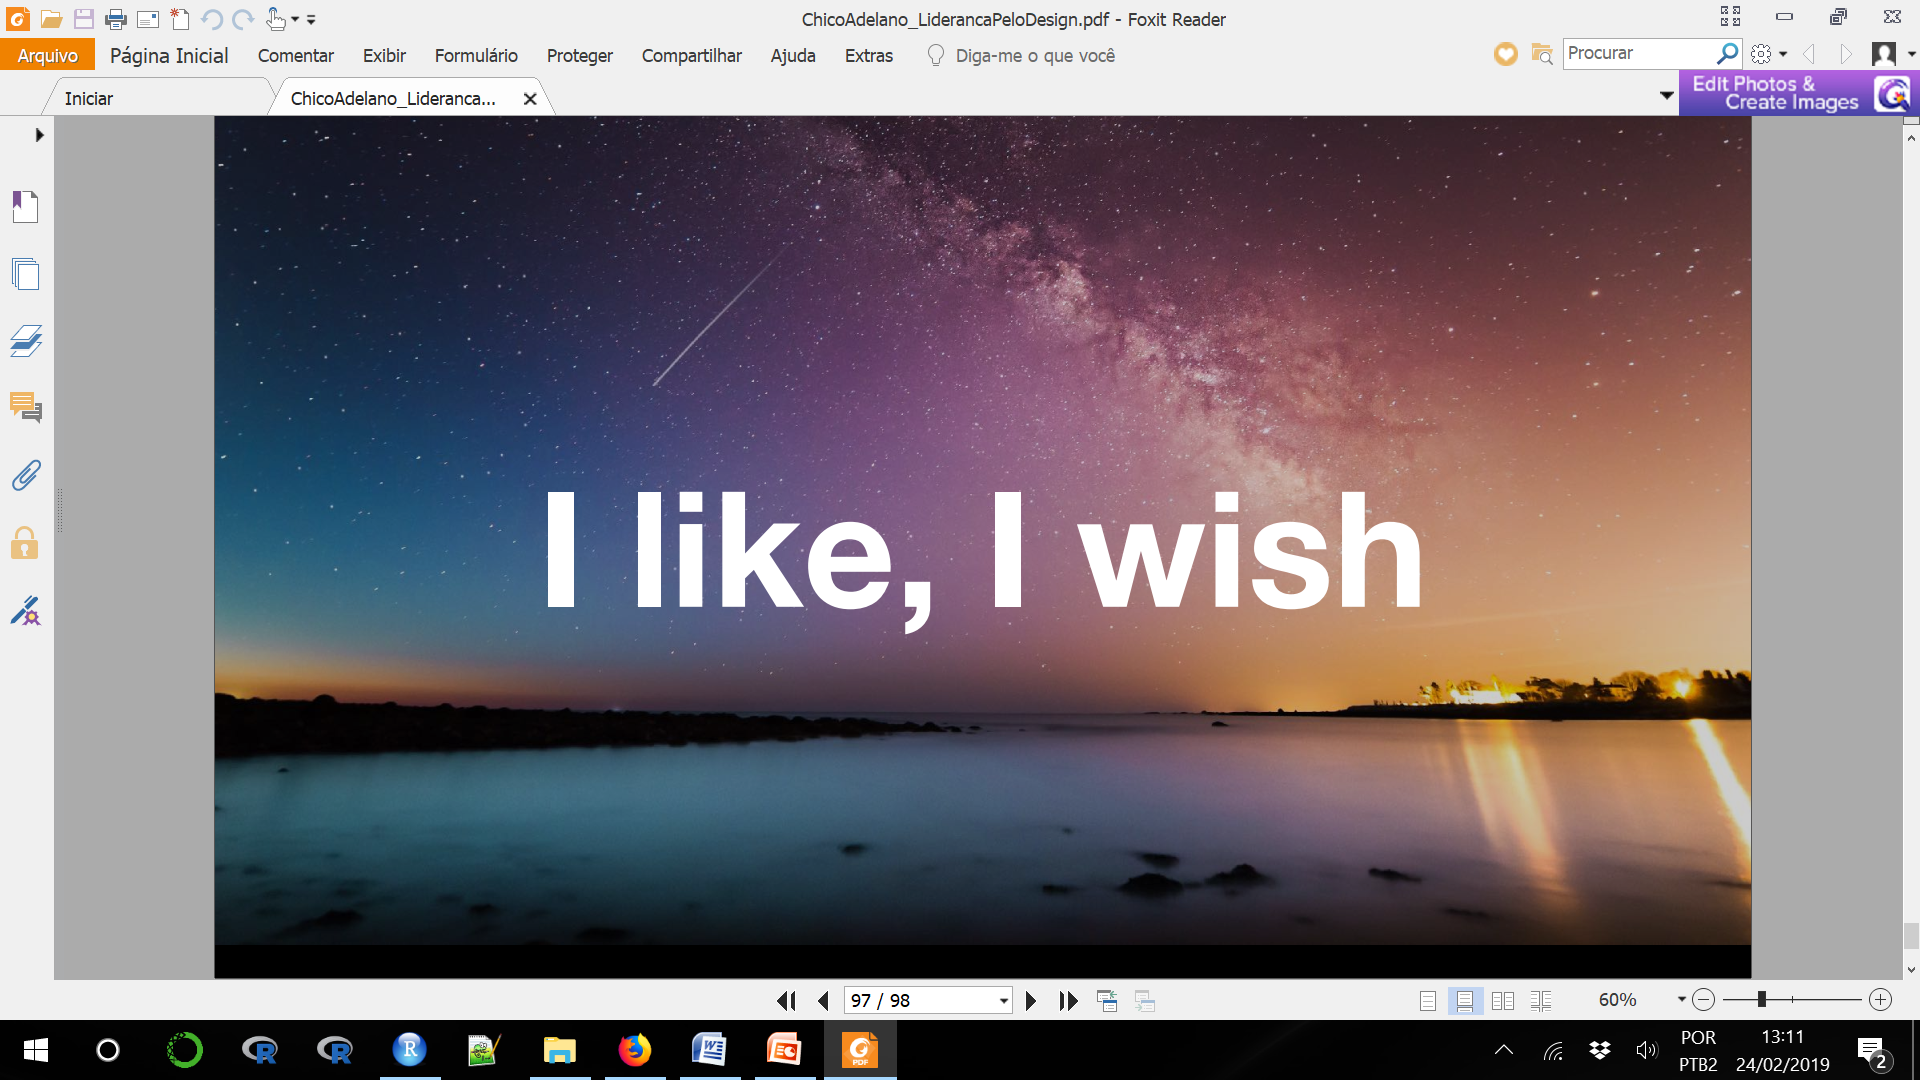 ChicoAdelano_LiderancaPeloDesign.pdf - Foxit Reader
Arquivo Página Inicial Comentar Exibir Formulário Proteger Compartilhar Ajuda Extras Diga-me o que você Procurar
Iniciar ChicoAdelano_Lideranca...
Edit Photos &
Create Images
I like, I wish
97 / 98 60%
POR 13:11
PTB2 24/02/2019 2